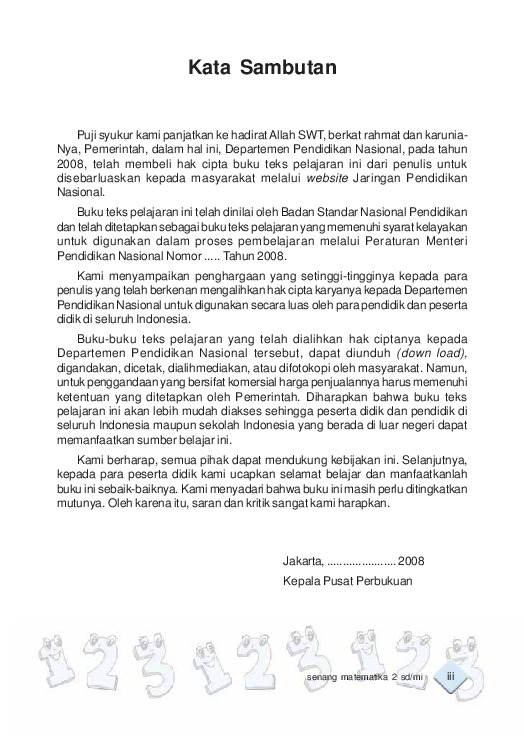 Kata Sambutan
Puji syukur kami panjatkan ke hadirat Allah SWT, berkat rahmat dan karunia-
Nya, Pemerintah, dalam hal ini, Departemen Pendidikan Nasional, pada tahun
2008, telah membeli hak cipta buku teks pelajaran ini dari penulis untuk
disebarluaskan kepada masyarakat melalui website Jaringan Pendidikan
Nasional.
Buku teks pelajaran ini telah dinilai oleh Badan Standar Nasional Pendidikan
dan telah ditetapkan sebagai buku teks pelajaran yang memenuhi syarat kelayakan
untuk digunakan dalam proses pembelajaran melalui Peraturan Menteri
Pendidikan Nasional Nomor ..... Tahun 2008.
Kami menyampaikan penghargaan yang setinggi-tingginya kepada para
penulis yang telah berkenan mengalihkan hak cipta karyanya kepada Departemen
Pendidikan Nasional untuk digunakan secara luas oleh para pendidik dan peserta
didik di seluruh Indonesia.
Buku-buku teks pelajaran yang telah dialihkan hak ciptanya kepada
Departemen Pendidikan Nasional tersebut, dapat diunduh (down load),
digandakan, dicetak, dialihmediakan, atau difotokopi oleh masyarakat. Namun,
untuk penggandaan yang bersifat komersial harga penjualannya harus memenuhi
ketentuan yang ditetapkan oleh Pemerintah. Diharapkan bahwa buku teks
pelajaran ini akan lebih mudah diakses sehingga peserta didik dan pendidik di
seluruh Indonesia maupun sekolah Indonesia yang berada di luar negeri dapat
memanfaatkan sumber belajar ini.
Kami berharap, semua pihak dapat mendukung kebijakan ini. Selanjutnya,
kepada para peserta didik kami ucapkan selamat belajar dan manfaatkanlah
buku ini sebaik-baiknya. Kami menyadari bahwa buku ini masih perlu ditingkatkan
mutunya. Oleh karena itu, saran dan kritik sangat kami harapkan.
Jakarta, ...................... 2008
Kepala Pusat Perbukuan
1 2 3 1 2 3 1 2 3
senang matematika 2 sd/mi iii